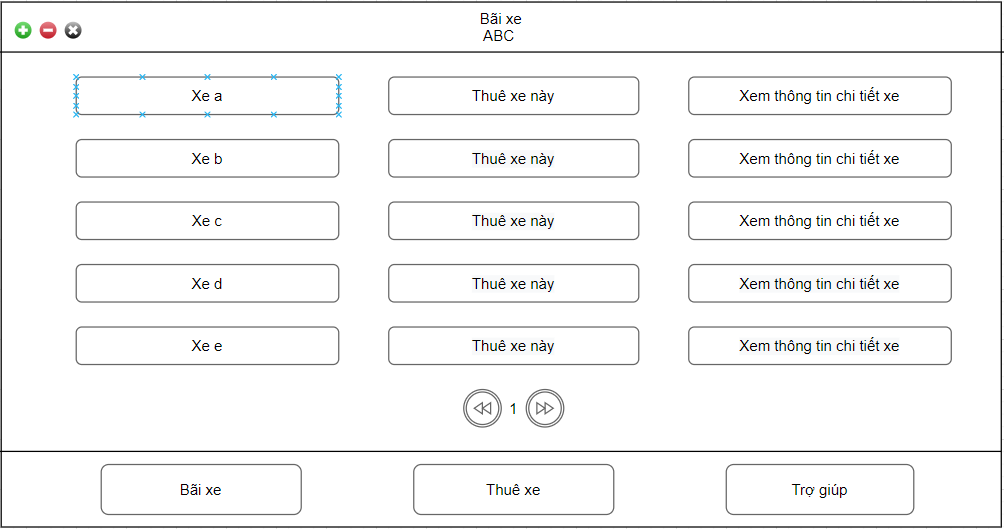 Bãi xe
ABC
Xe a
Thuê xe này
Xem thông tin chi tiết xe
Xe b
Thuê xe này
Xem thông tin chi tiết xe
Xe c
Thuê xe này
Xem thông tin chi tiết xe
Xe d
Thuê xe này
Xem thông tin chi tiết xe
Xe e
Thuê xe này
Xem thông tin chi tiết xe
1
Bãi xe
Thuê xe
Trợ giúp